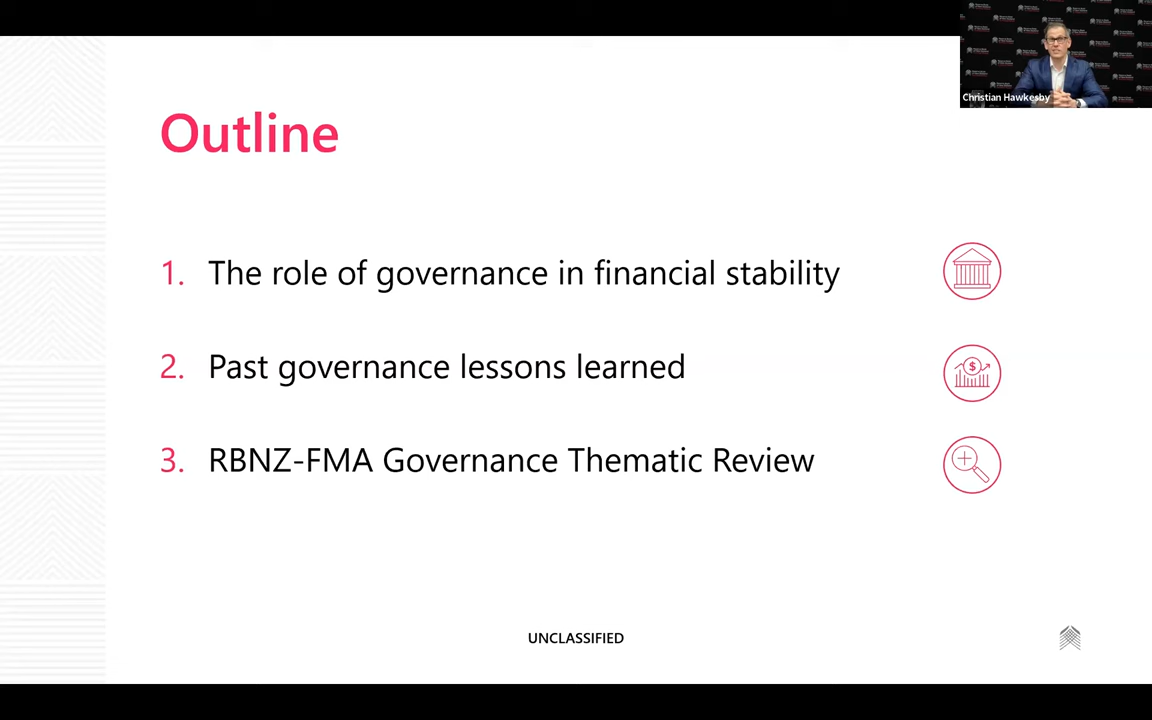 Christian Hawkesby
Outline
1. The role of governance in financial stability
2. Past governance lessons learned
$
3. RBNZ-FMA Governance Thematic Review
UNCLASSIFIED